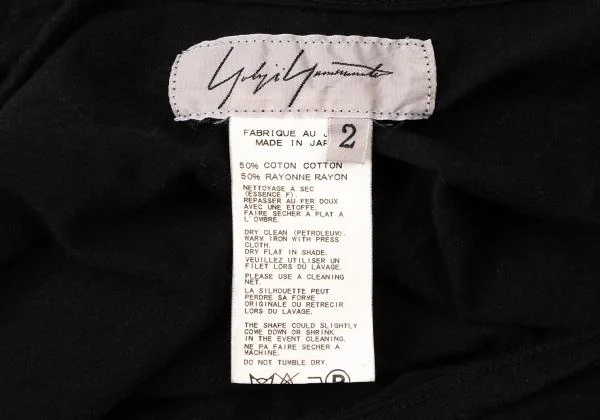 Yohji Yamamoto
2
FABRIQUE AU
MADE IN
50% COTON COTTON
50% RAYONNE RAYON
NETTOYAGE A SEC
(ESSENCE F).
REPASSER AU FER DOUX
AVEC UNE ETOFFE.
FAIRE SECHER A PLAT A
L'OMBRE.
DRY CLEAN (PETROLEUM).
WARM IRON WITH PRESS
CLOTH.
DRY FLAT IN SHADE.
VEUILLEZ UTILISER UN
FILET LORS DU LAVAGE.
PLEASE USE A CLEANING
NET.
LA SILHOUETTE PEUT
PERDRE SA FORME
ORIGINALE OU RETRECIR
LORS DU LAVAGE.
THE SHAPE COULD SLIGHTLY
COME DOWN OR SHRINK
IN THE EVENT CLEANING.
NE PA FAIRE SECHER A
MACHINE.
DO NOT TUMBLE DRY.
P